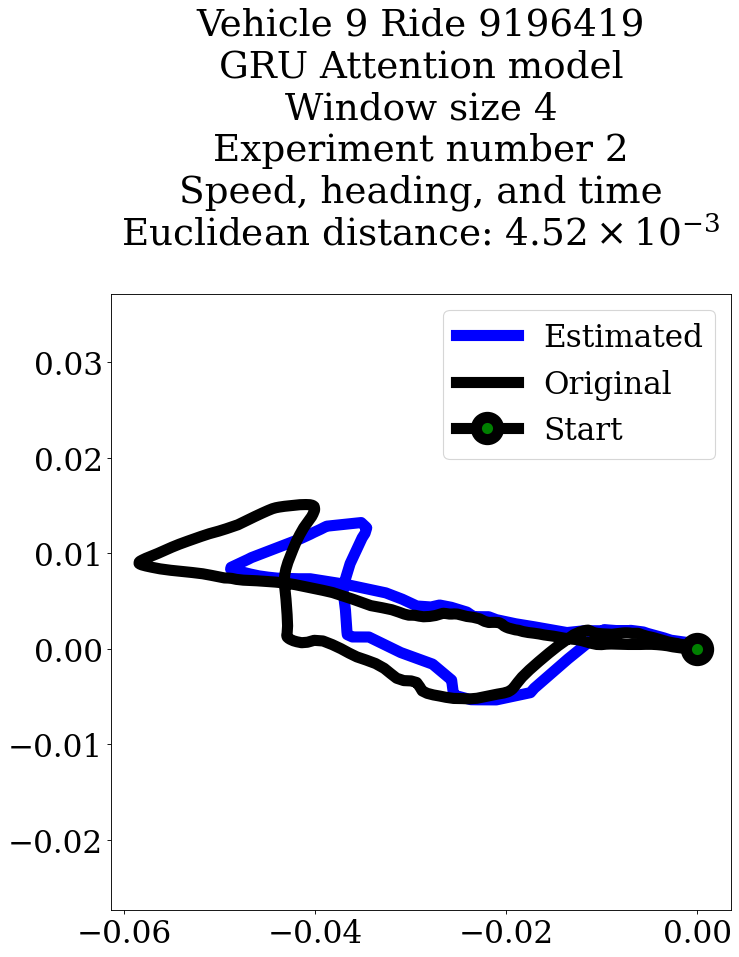 Vehicle 9 Ride 9196419
GRU Attention model
Window size 4
Experiment number 2
Speed, heading, and time
Euclidean distance: 4.52 × 10⁻³
Estimated
Original
Start
0.03
0.02
0.01
0.00
−0.01
−0.02
−0.06
−0.04
−0.02
0.00